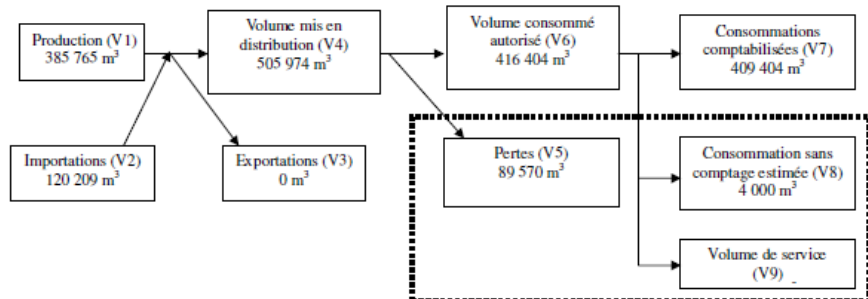 Production (V1)
385 765 m³
Volume mis en
distribution (V4)
505 974 m³
Volume consommé
autorisé (V6)
416 404 m³
Consommations
comptabilisées (V7)
409 404 m³
Importations (V2)
120 209 m³
Exportations (V3)
0 m³
Pertes (V5)
89 570 m³
Consommation sans
comptage estimée (V8)
4 000 m³
Volume de service
(V9)